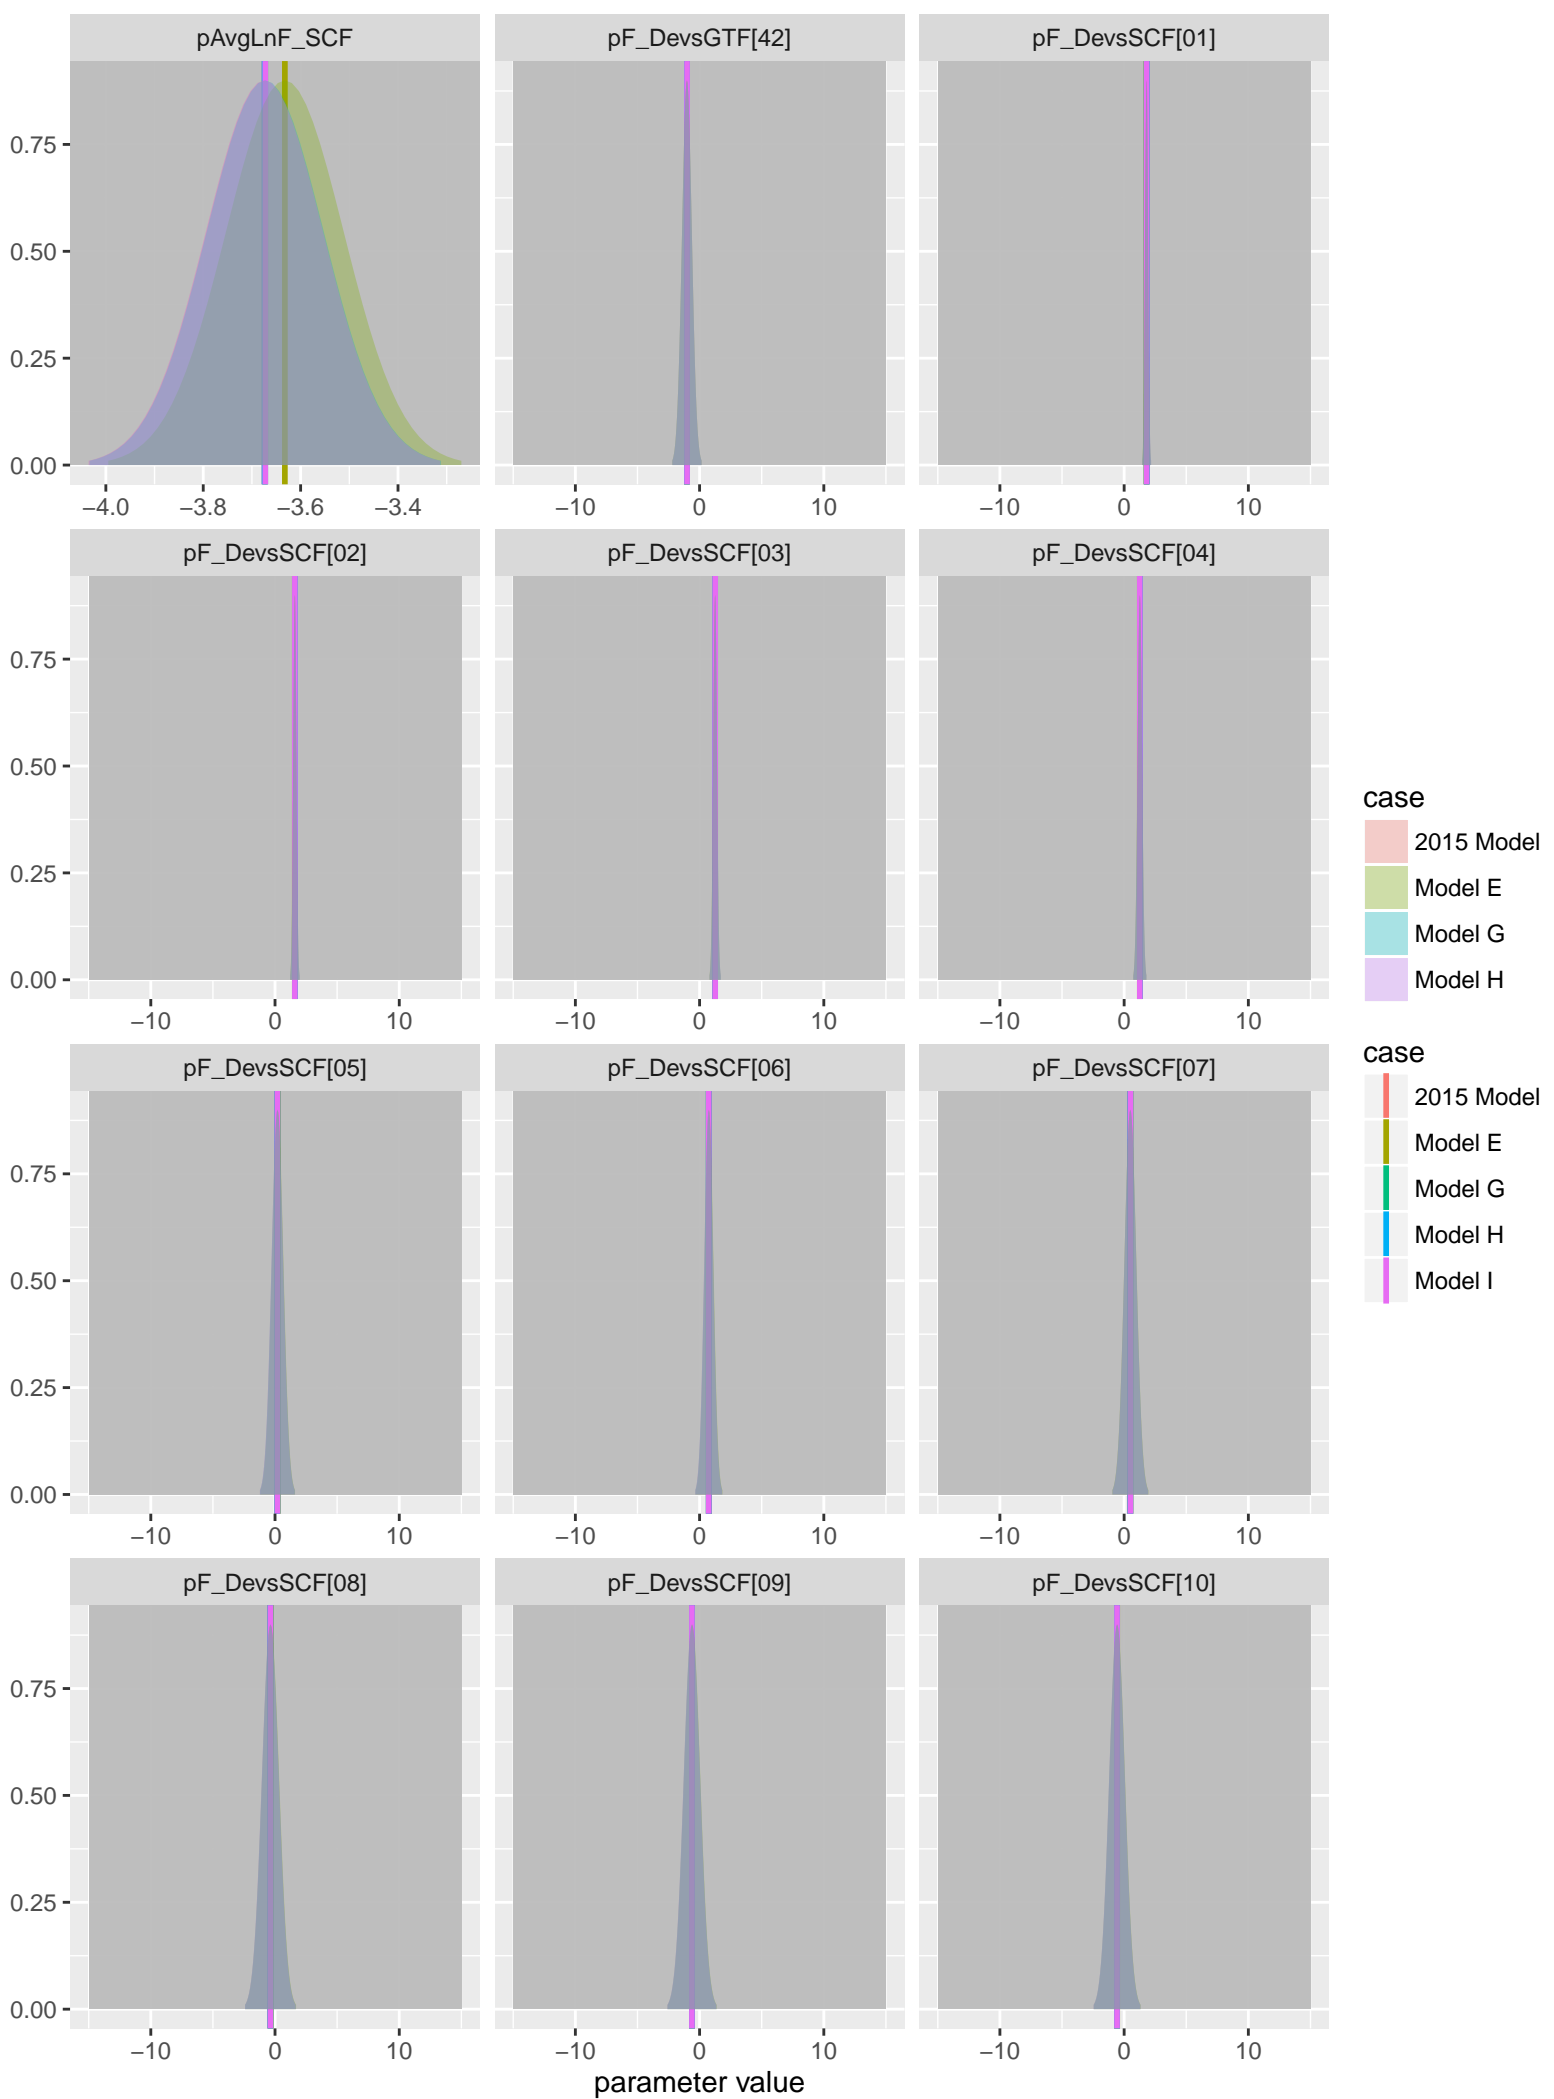 pAvgLnF_SCF pF_DevsGTF[42] pF_DevsSCF[01]
0.75
0.50
0.25
0.00
−4.0 −3.8 −3.6 −3.4 −10 0 10 −10 0 10
pF_DevsSCF[02] pF_DevsSCF[03] pF_DevsSCF[04]
0.75
0.50
0.25
0.00
−10 0 10 −10 0 10 −10 0 10
pF_DevsSCF[05] pF_DevsSCF[06] pF_DevsSCF[07]
0.75
0.50
0.25
0.00
−10 0 10 −10 0 10 −10 0 10
pF_DevsSCF[08] pF_DevsSCF[09] pF_DevsSCF[10]
0.75
0.50
0.25
0.00
−10 0 10 −10 0 10 −10 0 10
parameter value
case
2015 Model
Model E
Model G
Model H
case
2015 Model
Model E
Model G
Model H
Model I